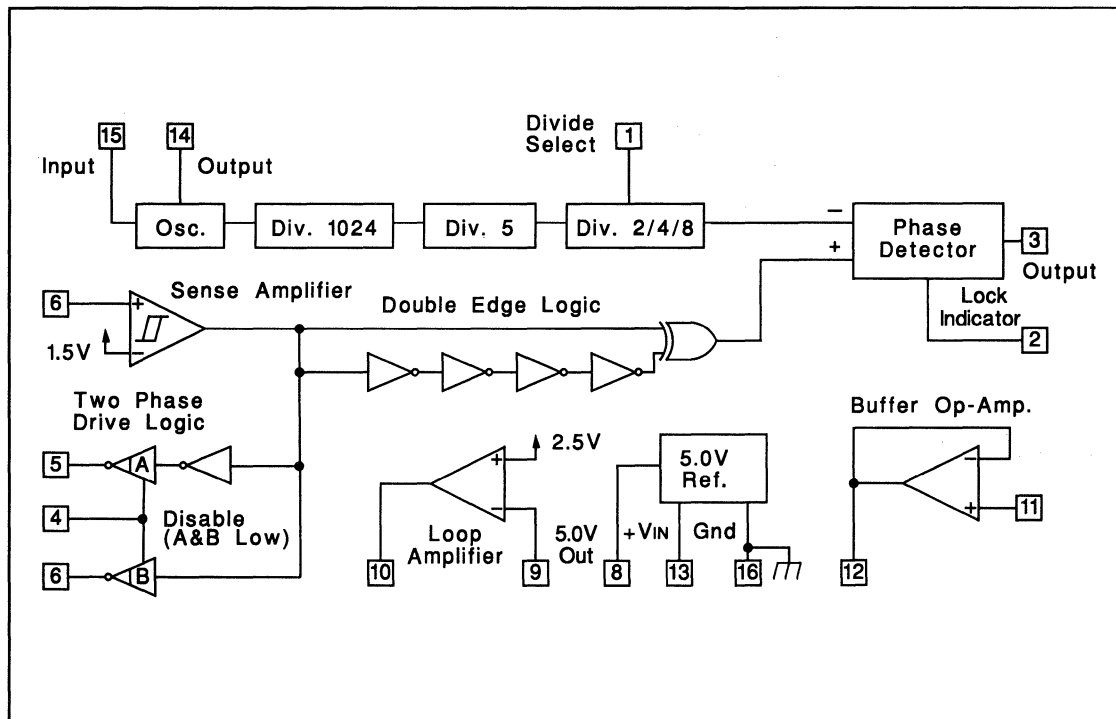 15
14
Divide
Select
1
Input
Output
Osc.
Div. 1024
Div. 5
Div. 2/4/8
−
+
Phase
Detector
3
Output
Lock
Indicator
2
6
Sense Amplifier
+
−
1.5V
Double Edge Logic
Two Phase
Drive Logic
5
A
4
Disable
(A&B Low)
6
B
+
2.5V
−
Loop
Amplifier
10
9
5.0V
Out
5.0V
Ref.
+VIN
Gnd
8
13
16
Buffer Op-Amp.
−
+
11
12